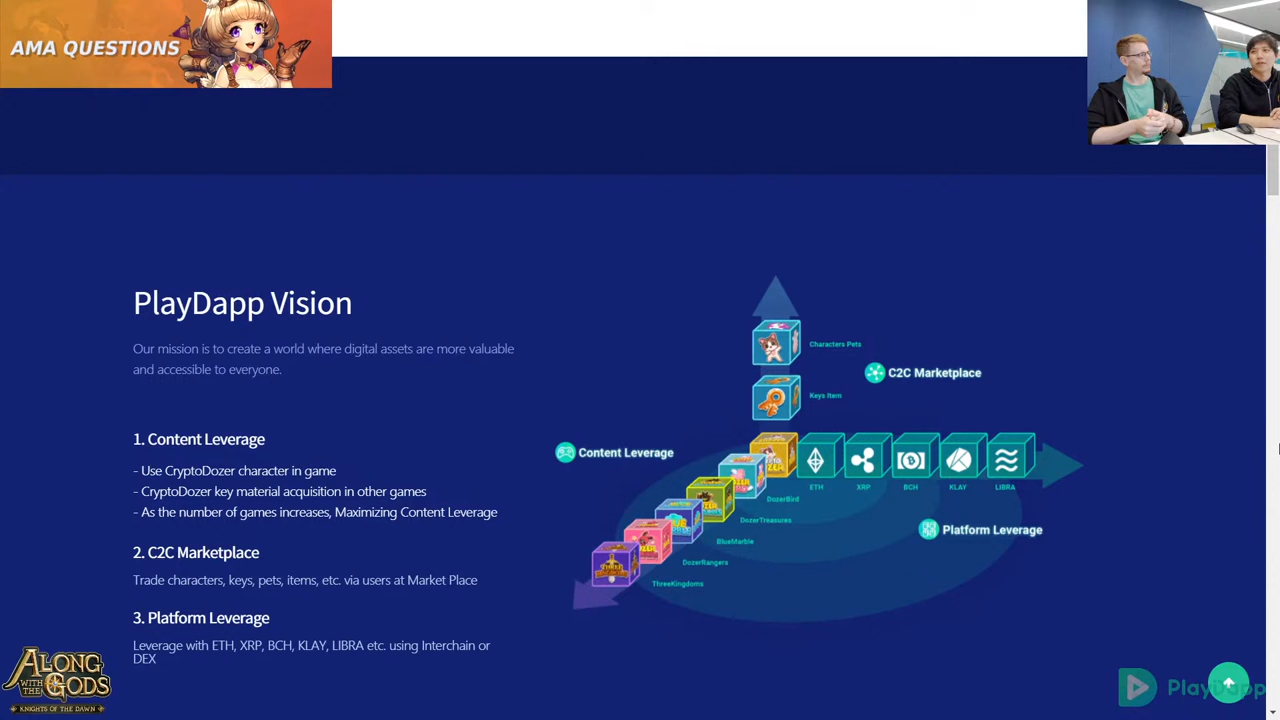 AMA QUESTIONS
PlayDapp Vision
Our mission is to create a world where digital assets are more valuable
and accessible to everyone.
1. Content Leverage
- Use CryptoDozer character in game
- CryptoDozer key material acquisition in other games
- As the number of games increases, Maximizing Content Leverage
2. C2C Marketplace
Trade characters, keys, pets, items, etc. via users at Market Place
3. Platform Leverage
Leverage with ETH, XRP, BCH, KLAY, LIBRA etc. using Interchain or
DEX
Characters Pets
C2C Marketplace
Keys Item
Content Leverage
ETH
XRP
BCH
KLAY
LIBRA
DozerBird
DozerTreasures
Platform Leverage
BlueMarble
DozerRangers
ThreeKingdoms
ALONG
WITH THE
GODS
KNIGHTS OF THE DAWN
PlayDapp